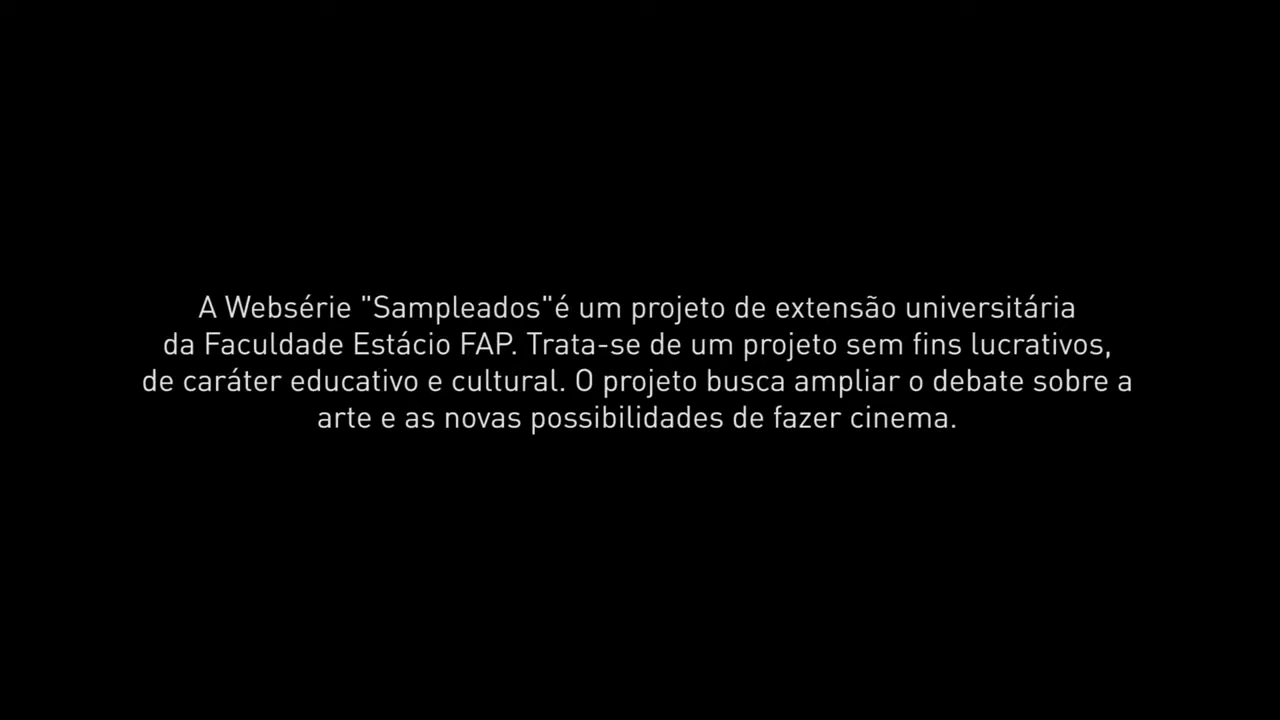 A Websérie "Sampleados"é um projeto de extensão universitária
da Faculdade Estácio FAP. Trata-se de um projeto sem fins lucrativos,
de caráter educativo e cultural. O projeto busca ampliar o debate sobre a
arte e as novas possibilidades de fazer cinema.